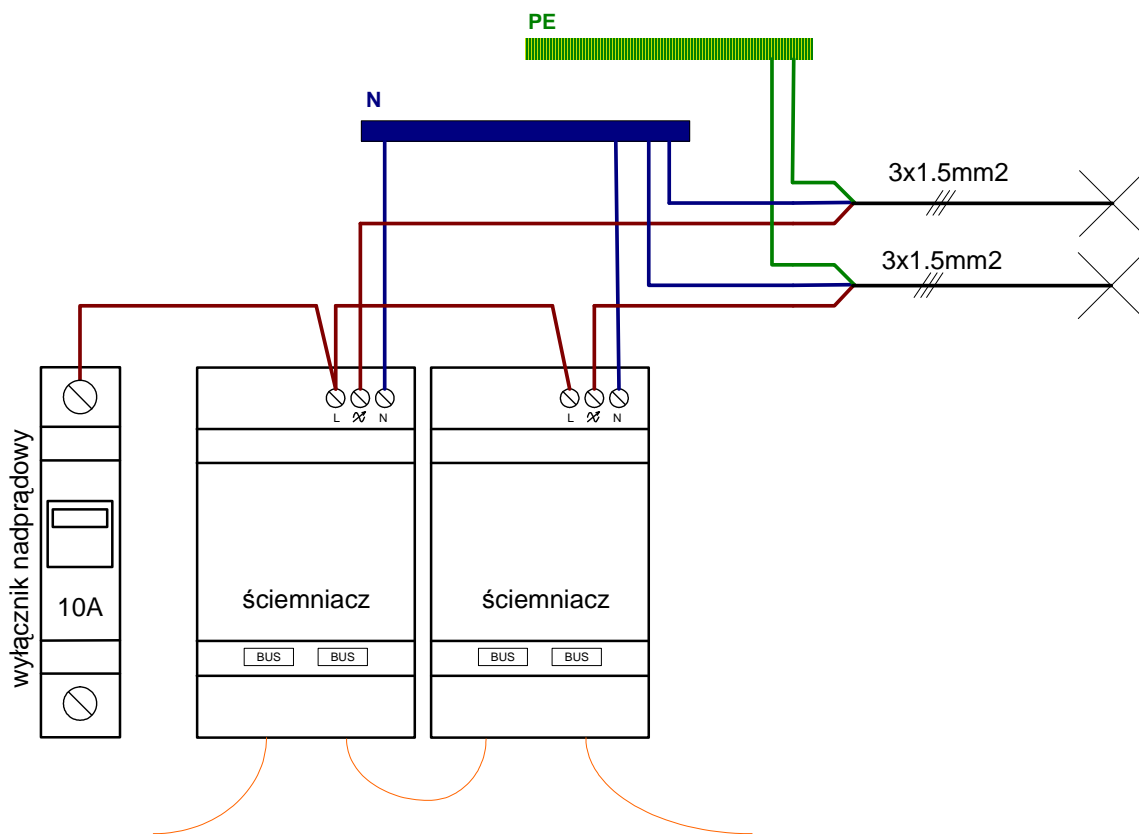 PE
N
3x1.5mm2
3x1.5mm2
L
N
L
N
wyłącznik nadprądowy
10A
ściemniacz
ściemniacz
BUS
BUS
BUS
BUS